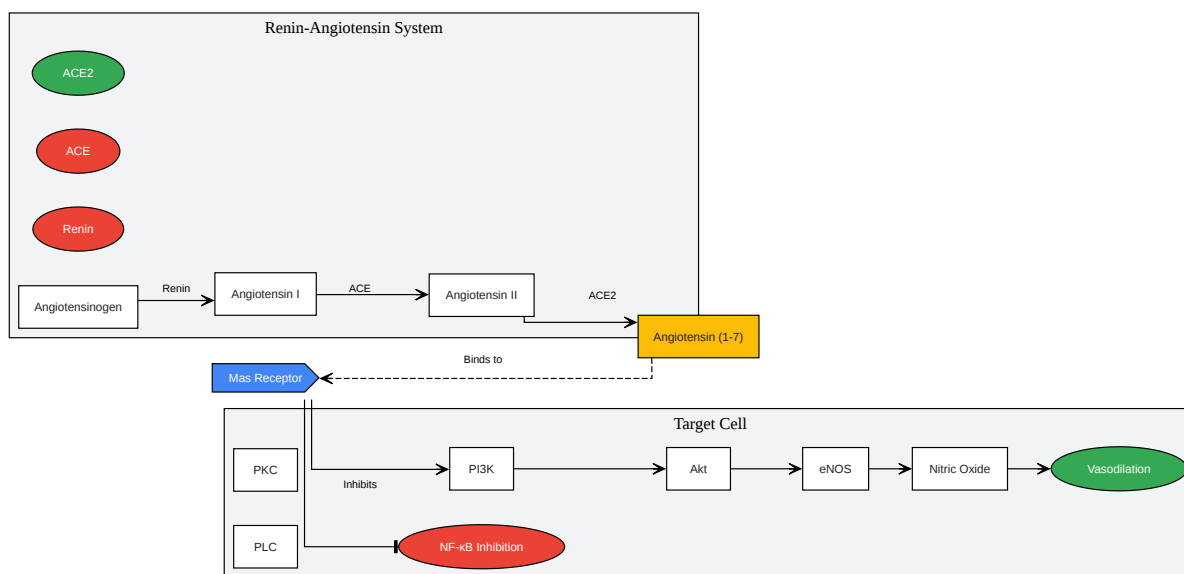 Renin-Angiotensin System
ACE2
ACE
Renin
Angiotensinogen
Renin
Angiotensin I
ACE
Angiotensin II
ACE2
Angiotensin (1-7)
Binds to
Mas Receptor
Target Cell
PKC
PI3K
Akt
eNOS
Nitric Oxide
Vasodilation
Inhibits
PLC
NF-κB Inhibition